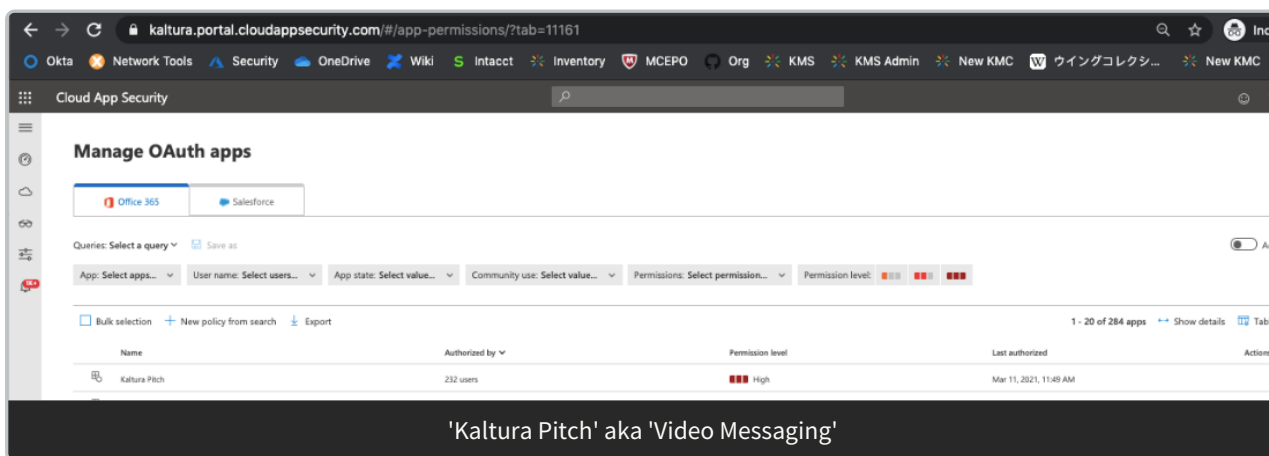 kaltura.portal.cloudappsecurity.com/#/app-permissions/?tab=11161
Okta Network Tools Security OneDrive Wiki Intacct Inventory MCEPO Org KMS KMS Admin New KMC ウイングコレクシ... New KMC
Cloud App Security
Manage OAuth apps
Office 365 Salesforce
Queries: Select a query Save as
App: Select apps... User name: Select users... App state: Select value... Community use: Select value... Permissions: Select permission... Permission level:
Bulk selection New policy from search Export 1 - 20 of 284 apps Show details Tab
Name Authorized by Permission level Last authorized Actions
Kaltura Pitch 232 users High Mar 11, 2021, 11:49 AM
'Kaltura Pitch' aka 'Video Messaging'